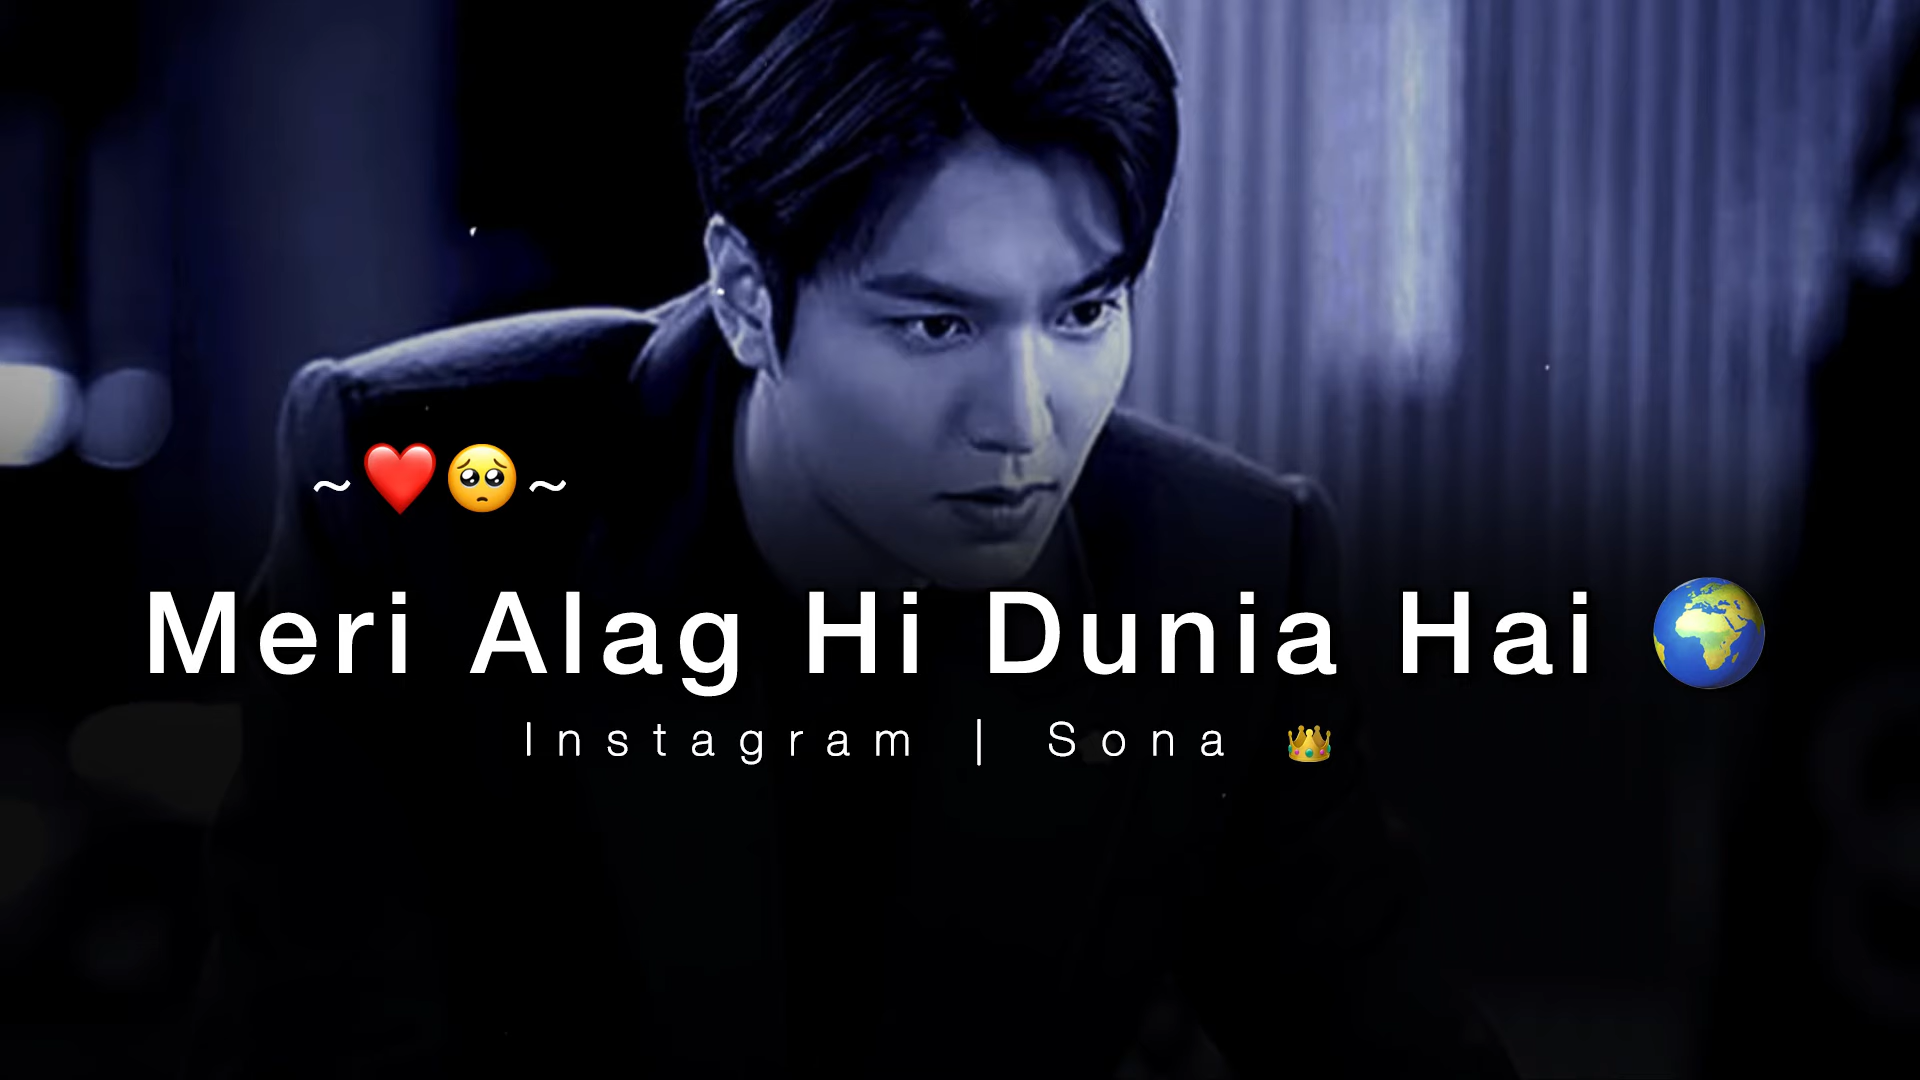 ~❤️🥺~
Meri Alag Hi Dunia Hai 🌍
Instagram | Sona 👑